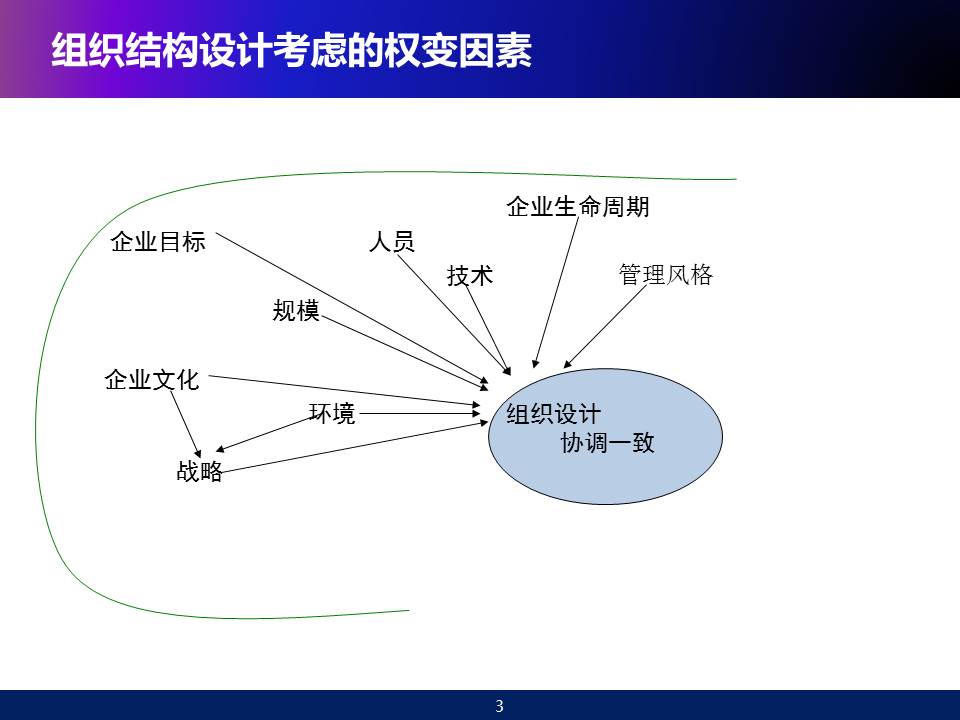 组织结构设计考虑的权变因素
企业生命周期
企业目标
人员
技术
管理风格
规模
企业文化
环境
组织设计
协调一致
战略
3